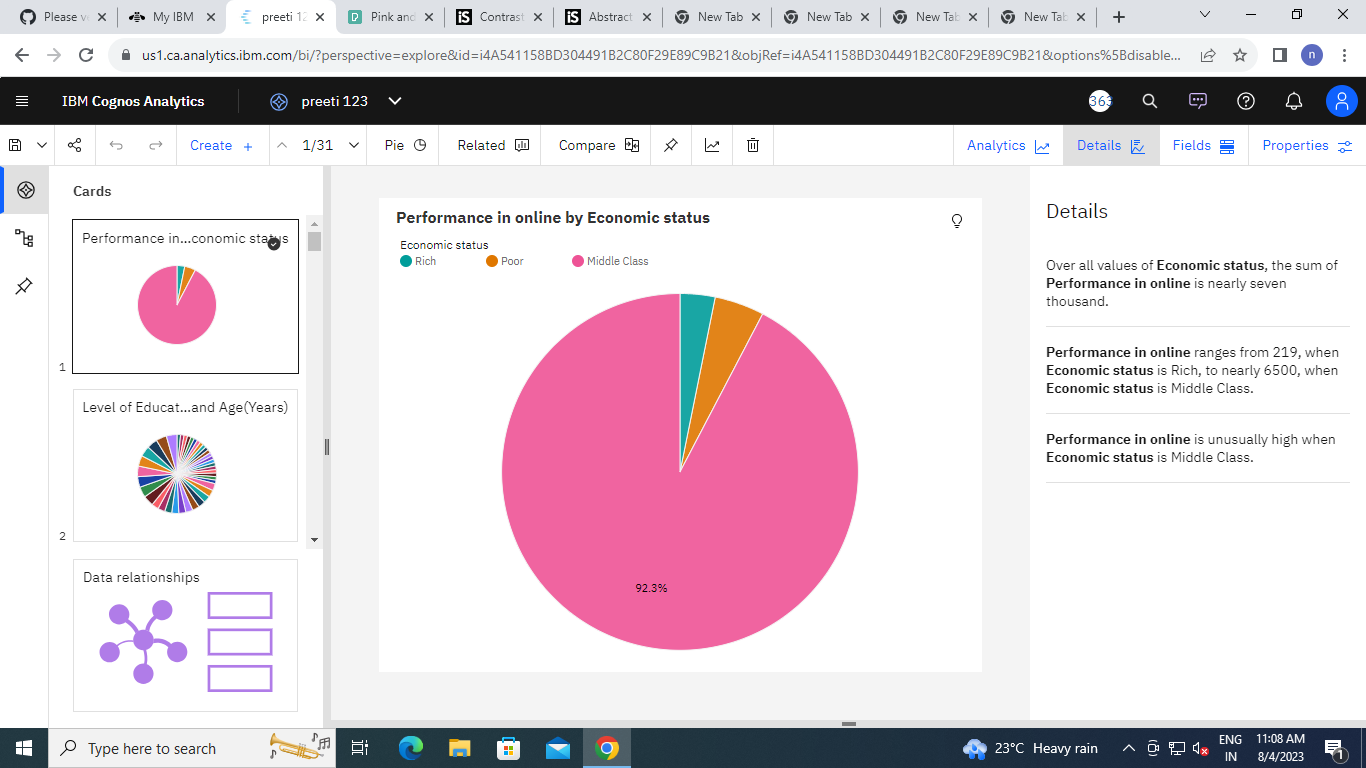 Please ve
My IBM
preeti 12
Pink and
Contrast
Abstract
New Tab
New Tab
New Tab
New Tab
us1.ca.analytics.ibm.com/bi/?perspective=explore&id=i4A541158BD304491B2C80F29E89C9B21&objRef=i4A541158BD304491B2C80F29E89C9B21&options%5Bdisable...
n
IBM Cognos Analytics
preeti 123
363
Create +
1/31
Pie
Related
Compare
Analytics
Details
Fields
Properties
Cards
Performance in...conomic status
1
Level of Educat...and Age(Years)
2
Data relationships
Performance in online by Economic status
Economic status
Rich Poor Middle Class
92.3%
Details
Over all values of Economic status, the sum of
Performance in online is nearly seven
thousand.
Performance in online ranges from 219, when
Economic status is Rich, to nearly 6500, when
Economic status is Middle Class.
Performance in online is unusually high when
Economic status is Middle Class.
Type here to search
23°C Heavy rain
ENG
IN
11:08 AM
8/4/2023
1